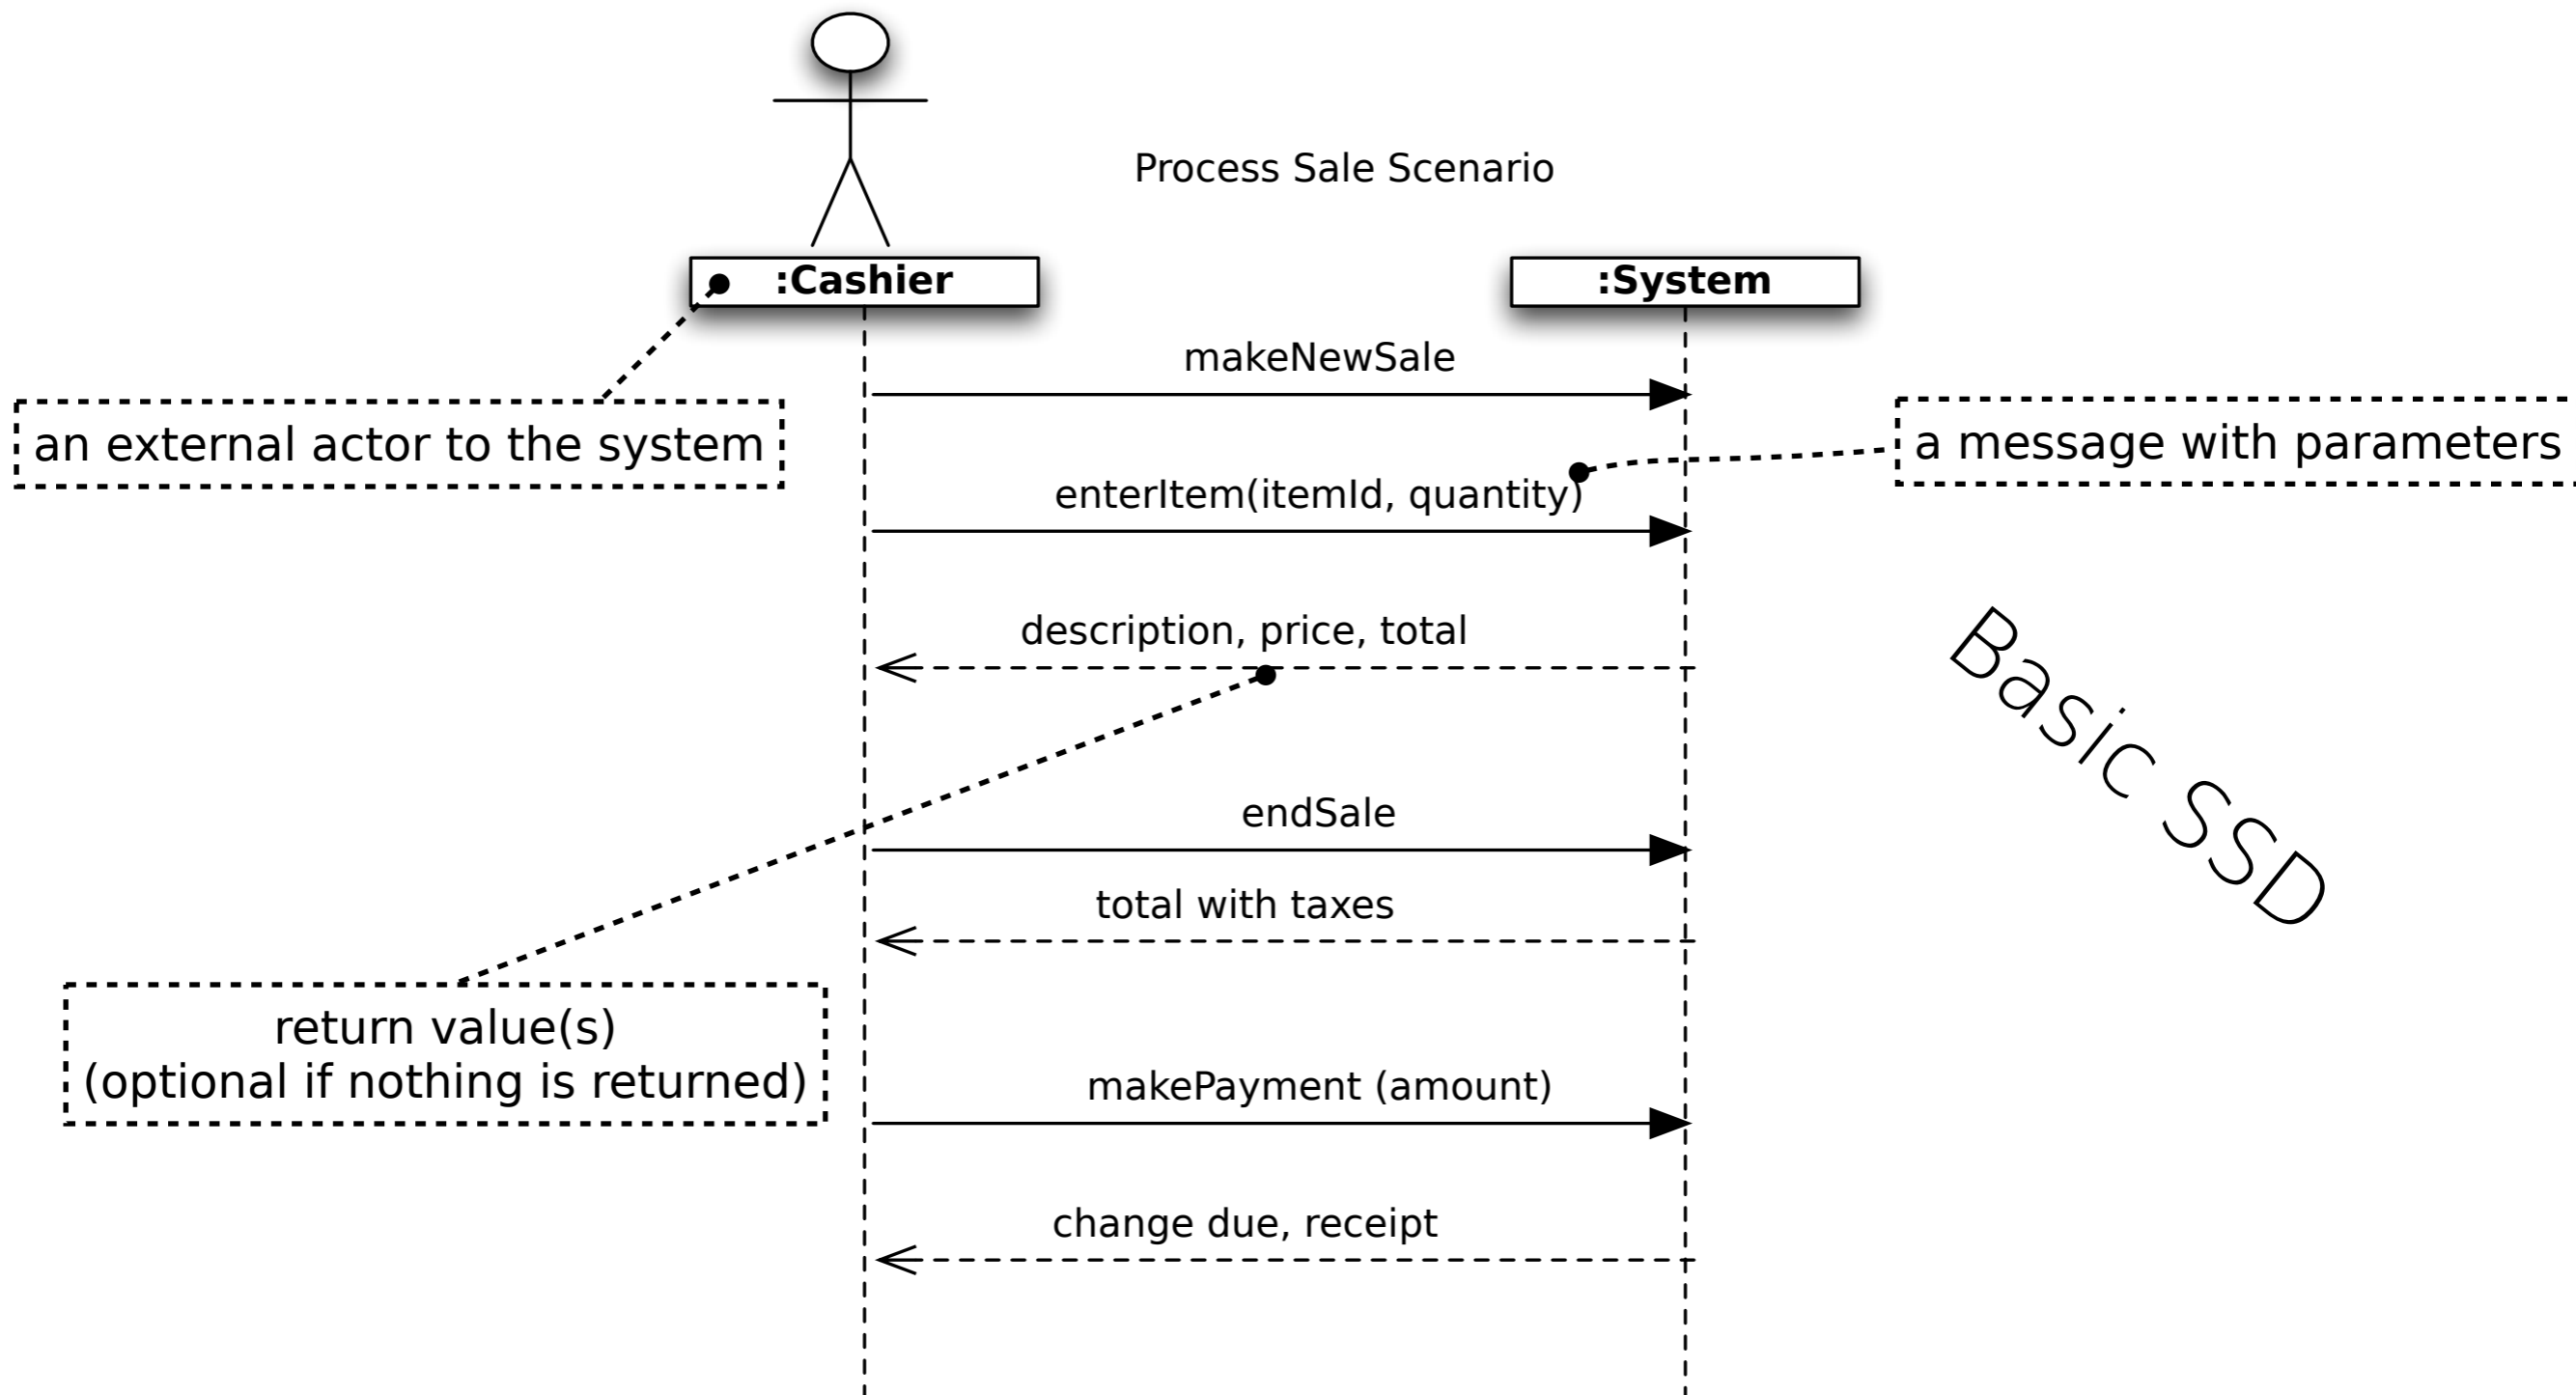 Process Sale Scenario
:Cashier
:System
makeNewSale
an external actor to the system
a message with parameters
enterItem(itemId, quantity)
description, price, total
Basic SSD
endSale
total with taxes
return value(s)
(optional if nothing is returned)
makePayment (amount)
change due, receipt